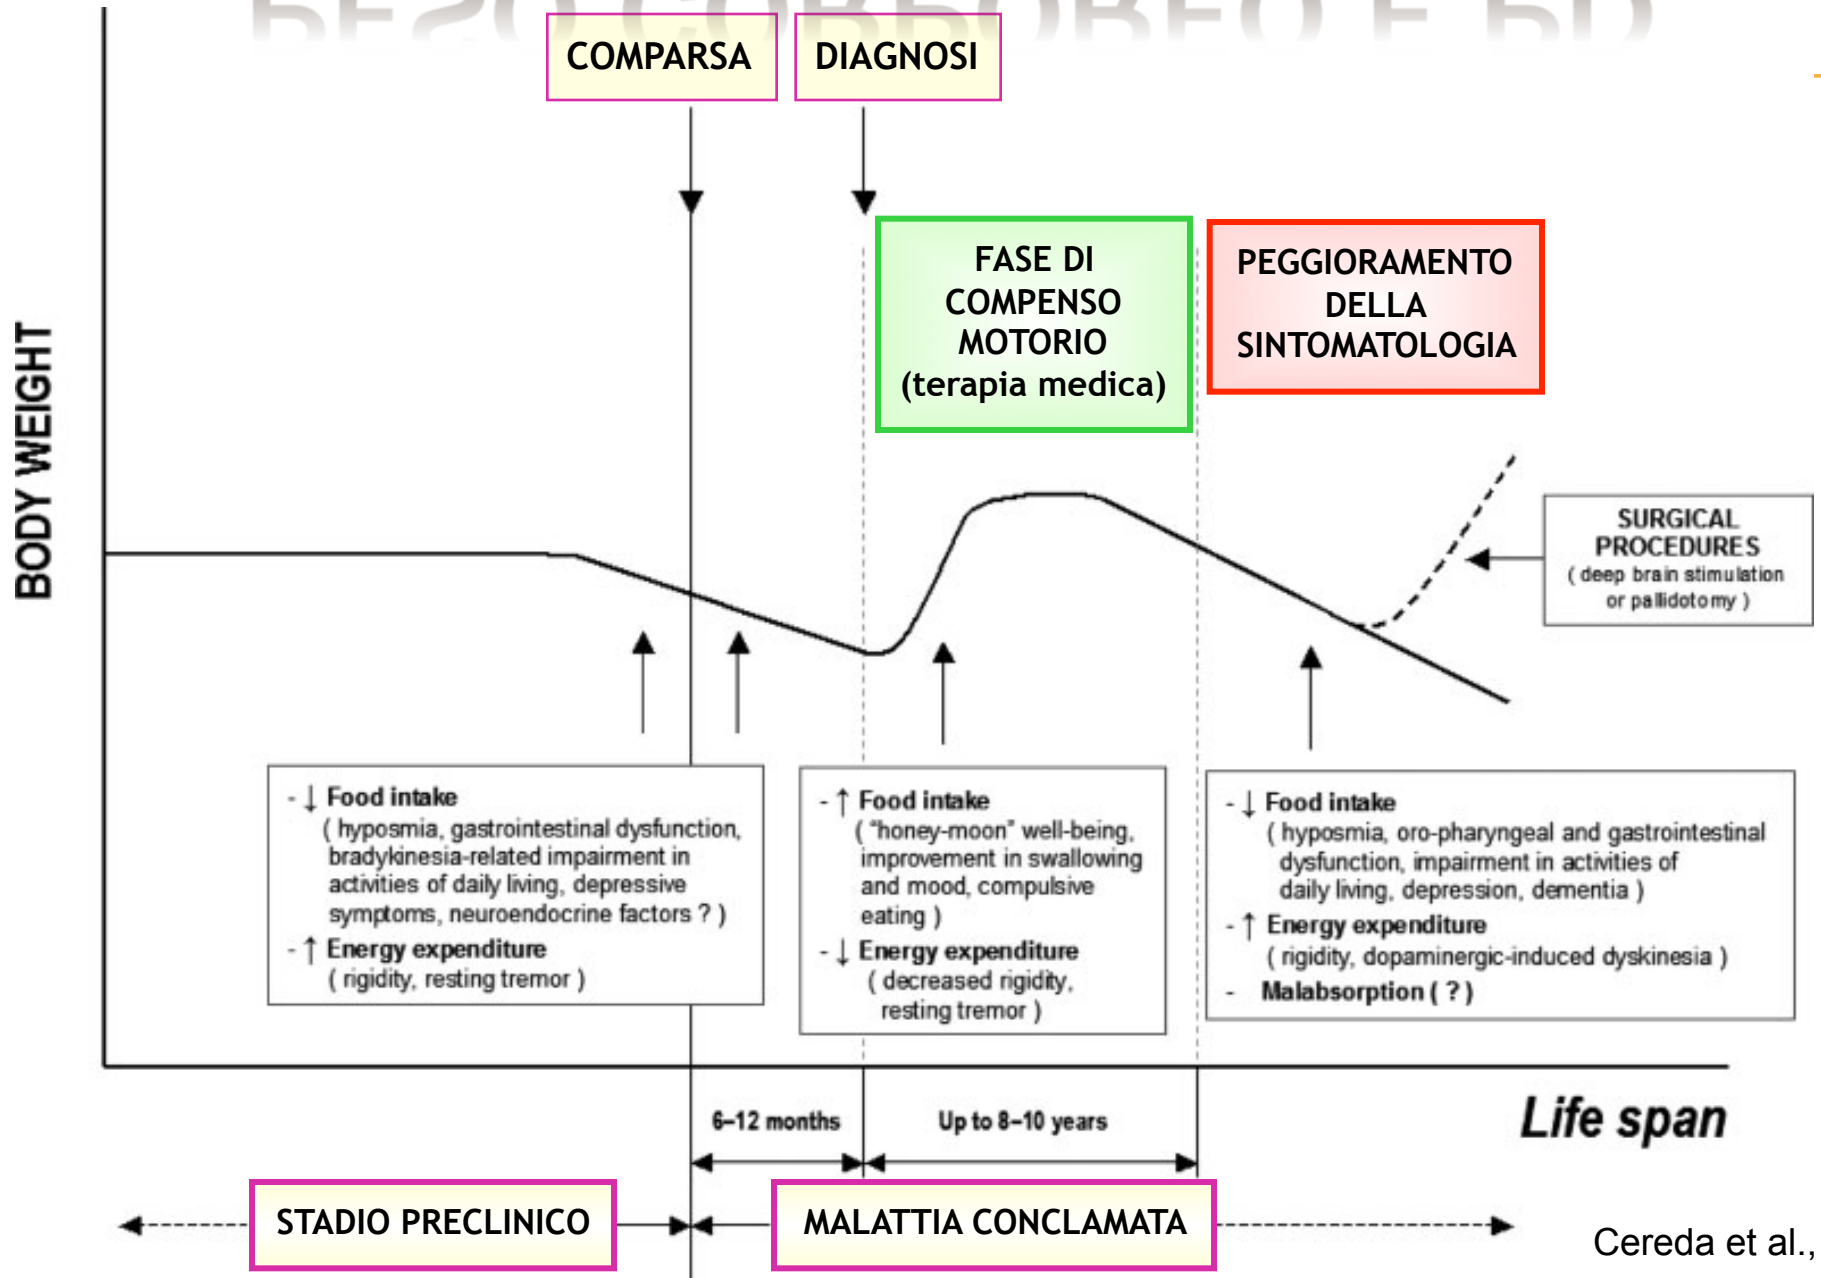 PESO CORPOREO E PD
COMPARSA
DIAGNOSI
FASE DI
COMPENSO
MOTORIO
(terapia medica)
PEGGIORAMENTO
DELLA
SINTOMATOLOGIA
BODY WEIGHT
SURGICAL
PROCEDURES
( deep brain stimulation
or pallidotomy )
- ↓ Food intake
( hyposmia, gastrointestinal dysfunction,
bradykinesia-related impairment in
activities of daily living, depressive
symptoms, neuroendocrine factors ? )
- ↑ Energy expenditure
( rigidity, resting tremor )
- ↑ Food intake
( “honey-moon” well-being,
improvement in swallowing
and mood, compulsive
eating )
- ↓ Energy expenditure
( decreased rigidity,
resting tremor )
- ↓ Food intake
( hyposmia, oro-pharyngeal and gastrointestinal
dysfunction, impairment in activities of
daily living, depression, dementia )
- ↑ Energy expenditure
( rigidity, dopaminergic-induced dyskinesia )
- Malabsorption ( ? )
6–12 months
Up to 8–10 years
Life span
STADIO PRECLINICO
MALATTIA CONCLAMATA
Cereda et al.,